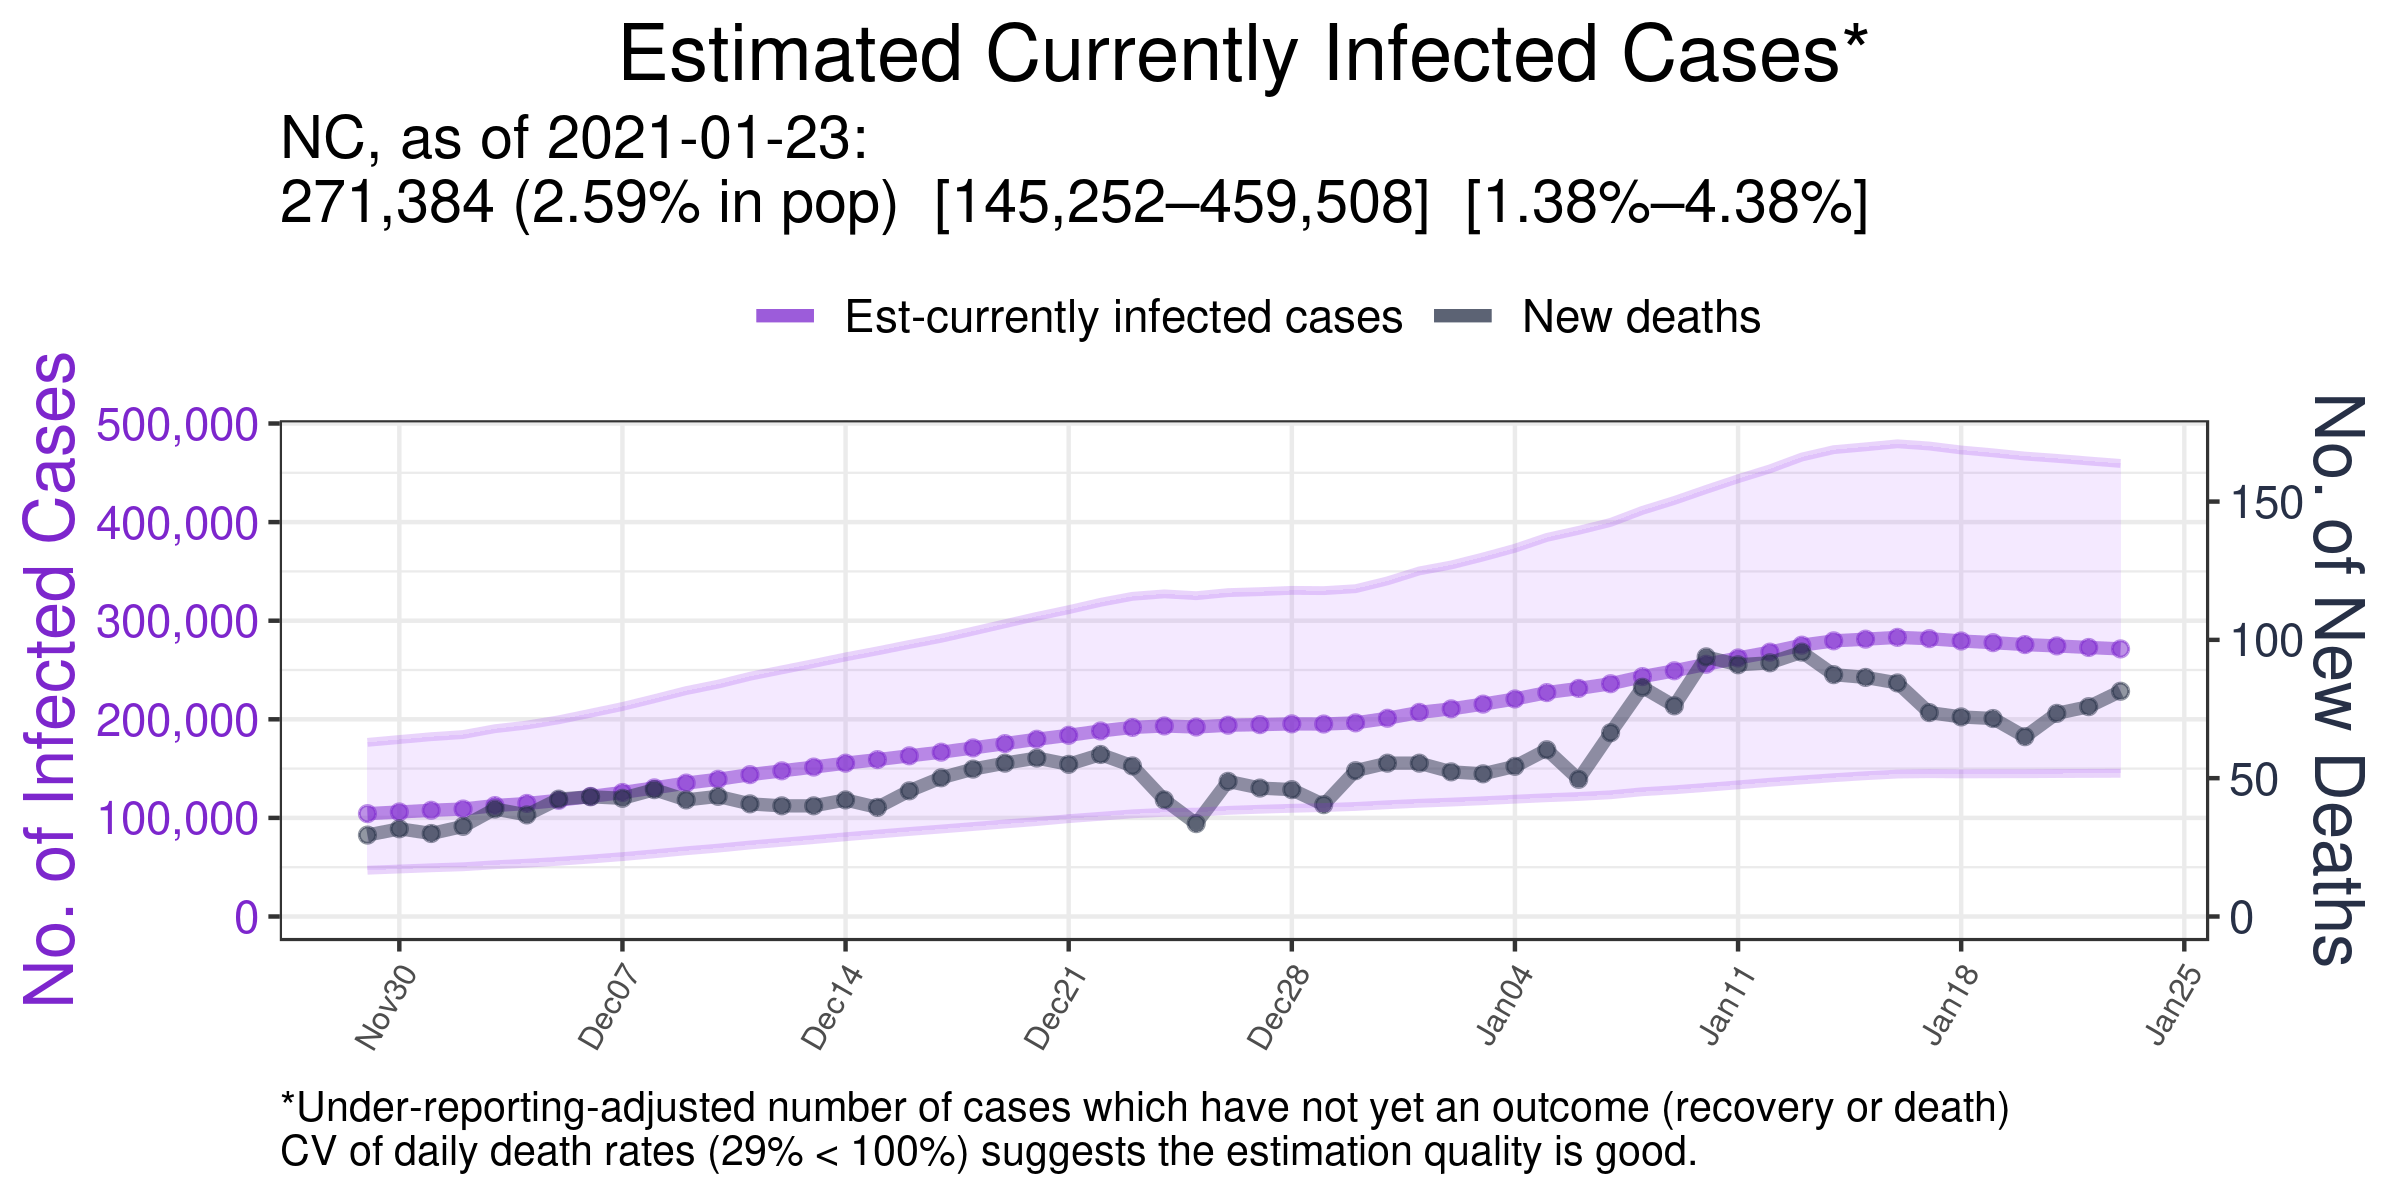 Estimated Currently Infected Cases*
NC, as of 2021-01-23:
271,384 (2.59% in pop)  [145,252–459,508]  [1.38%–4.38%]
Est-currently infected cases
New deaths
No. of Infected Cases
500,000
400,000
300,000
200,000
100,000
0
150
100
50
0
No. of New Deaths
Nov30
Dec07
Dec14
Dec21
Dec28
Jan04
Jan11
Jan18
Jan25
*Under-reporting-adjusted number of cases which have not yet an outcome (recovery or death)
CV of daily death rates (29% < 100%) suggests the estimation quality is good.